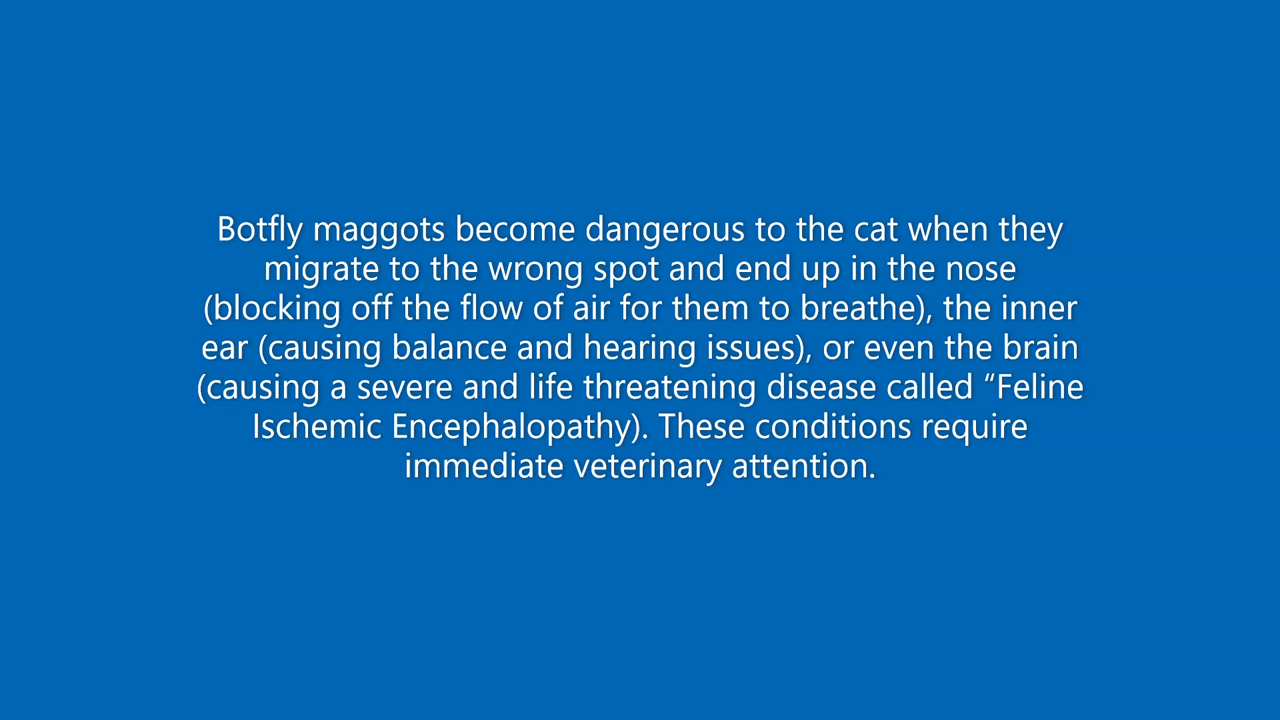 Botfly maggots become dangerous to the cat when they
migrate to the wrong spot and end up in the nose
(blocking off the flow of air for them to breathe), the inner
ear (causing balance and hearing issues), or even the brain
(causing a severe and life threatening disease called “Feline
Ischemic Encephalopathy). These conditions require
immediate veterinary attention.